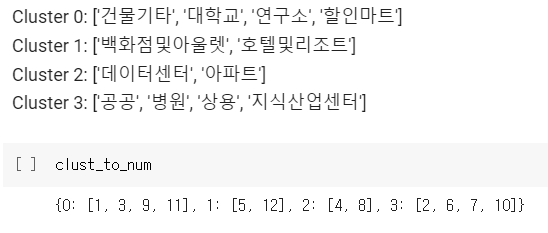 Cluster 0: ['건물기타', '대학교', '연구소', '할인마트']
Cluster 1: ['백화점및아울렛', '호텔및리조트']
Cluster 2: ['데이터센터', '아파트']
Cluster 3: ['공공', '병원', '상용', '지식산업센터']
[ ] clust_to_num
{0: [1, 3, 9, 11], 1: [5, 12], 2: [4, 8], 3: [2, 6, 7, 10]}